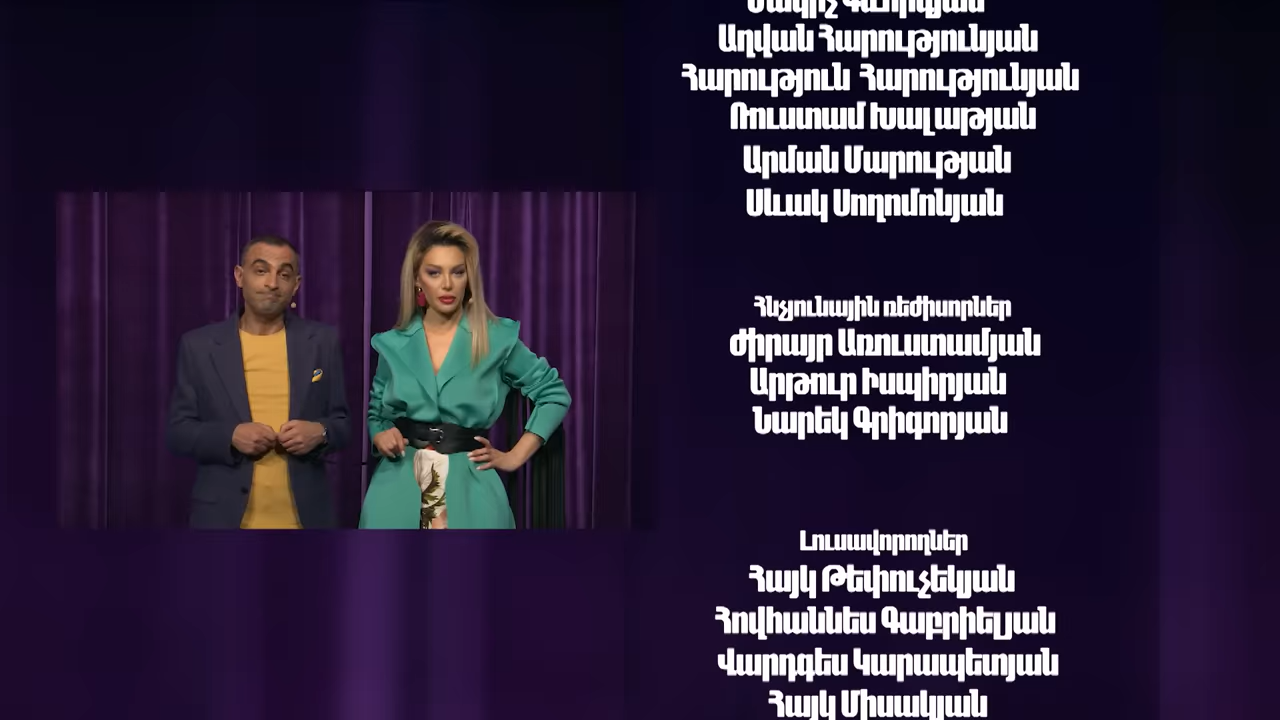 Աղվան Հարությունյան
Հարություն Հարությունյան
Ռուստամ Խալաթյան
Արման Մարության
Սևակ Սողոմոնյան
Հնչյունային ռեժիսորներ
Ժիրայր Առուստամյան
Արթուր Իսպիրյան
Նարեկ Գրիգորյան
Լուսավորողներ
Հայկ Թեփուչեկյան
Հովհաննես Գաբրիելյան
Վարդգես Կարապետյան
Հայկ Միսակյան